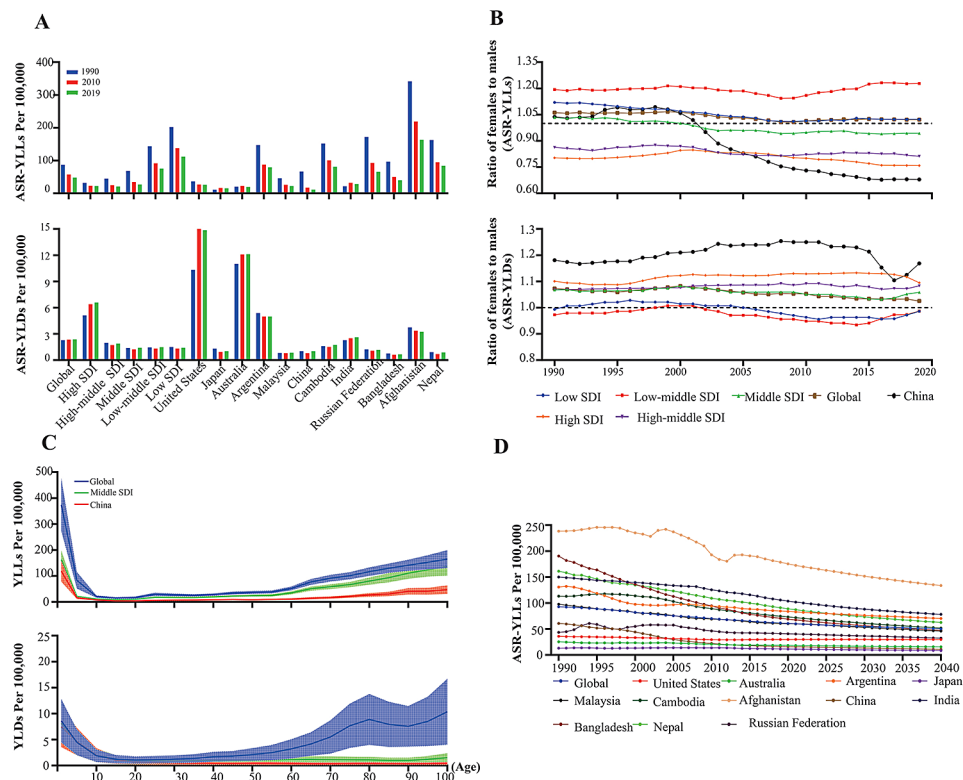 A
ASR-YLLs Per 100,000
400
300
200
100
0
1990
2010
2019
ASR-YLDs Per 100,000
15
12
9
6
3
0
Global
High SDI
High-middle SDI
Middle SDI
Low-middle SDI
Low SDI
United States
Japan
Australia
Argentina
Malaysia
China
Cambodia
India
Russian Federation
Bangladesh
Afghanistan
Nepal
B
Ratio of females to males
(ASR-YLLs)
1.35
1.20
1.05
0.90
0.75
0.60
1990
1995
2000
2005
2010
2015
2020
Ratio of females to males
(ASR-YLDs)
1.3
1.2
1.1
1.0
0.9
0.8
1990
1995
2000
2005
2010
2015
2020
Low SDI
Low-middle SDI
Middle SDI
Global
China
High SDI
High-middle SDI
C
YLLs Per 100,000
500
400
300
200
100
0
Global
Middle SDI
China
YLDs Per 100,000
25
20
15
10
5
0
10
20
30
40
50
60
70
80
90
100
(Age)
D
ASR-YLLs Per 100,000
250
200
150
100
50
0
1990
1995
2000
2005
2010
2015
2020
2025
2030
2035
2040
Global
United States
Australia
Argentina
Japan
Malaysia
Cambodia
Afghanistan
China
India
Bangladesh
Nepal
Russian Federation